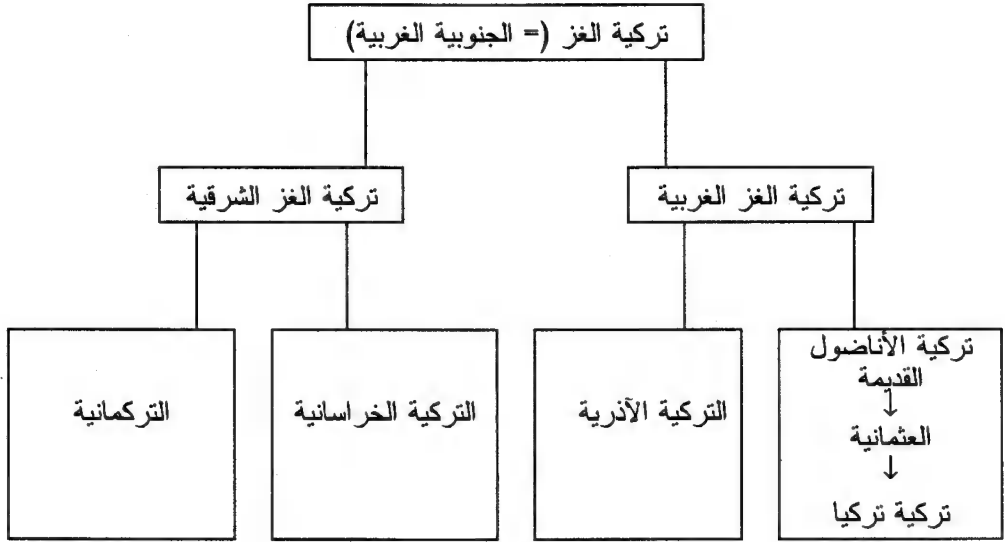 تركية الغز (= الجنوبية الغربية)
تركية الغز الغربية
تركية الغز الشرقية
تركية الأناضول
القديمة
↓
العثمانية
↓
تركية تركيا
التركية الآذرية
التركية الخراسانية
التركمانية